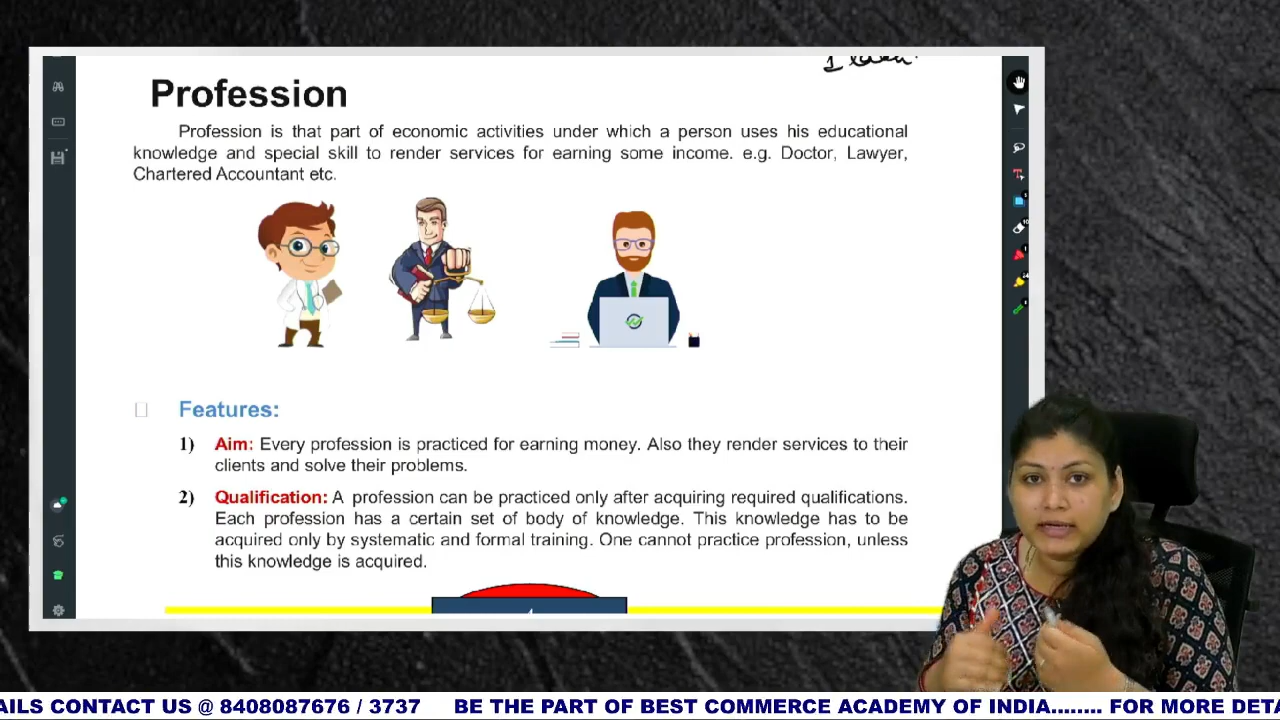 Profession
Profession is that part of economic activities under which a person uses his educational
knowledge and special skill to render services for earning some income. e.g. Doctor, Lawyer,
Chartered Accountant etc.
Features:
1) Aim: Every profession is practiced for earning money. Also they render services to their
clients and solve their problems.
2) Qualification: A profession can be practiced only after acquiring required qualifications.
Each profession has a certain set of body of knowledge. This knowledge has to be
acquired only by systematic and formal training. One cannot practice profession, unless
this knowledge is acquired.
AILS CONTACT US @ 8408087676 / 3737 BE THE PART OF BEST COMMERCE ACADEMY OF INDIA........ FOR MORE DETA